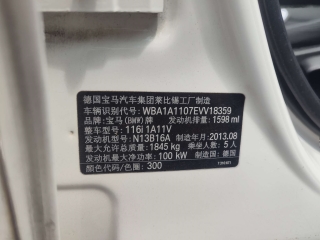 德国宝马汽车集团莱比锡工厂制造
车辆识别代号: WBA1A1107EVV18359
品牌: 宝马(BMW)牌 发动机排量: 1598 ml
整车型号: 116i 1A11V
发动机型号: N13B16A 制造年月: 2013.08
最大允许总质量: 1845 kg 乘坐人数: 5 人
发动机最大净功率: 100 kW 制造国: 德国
颜色代码/色圈: 300